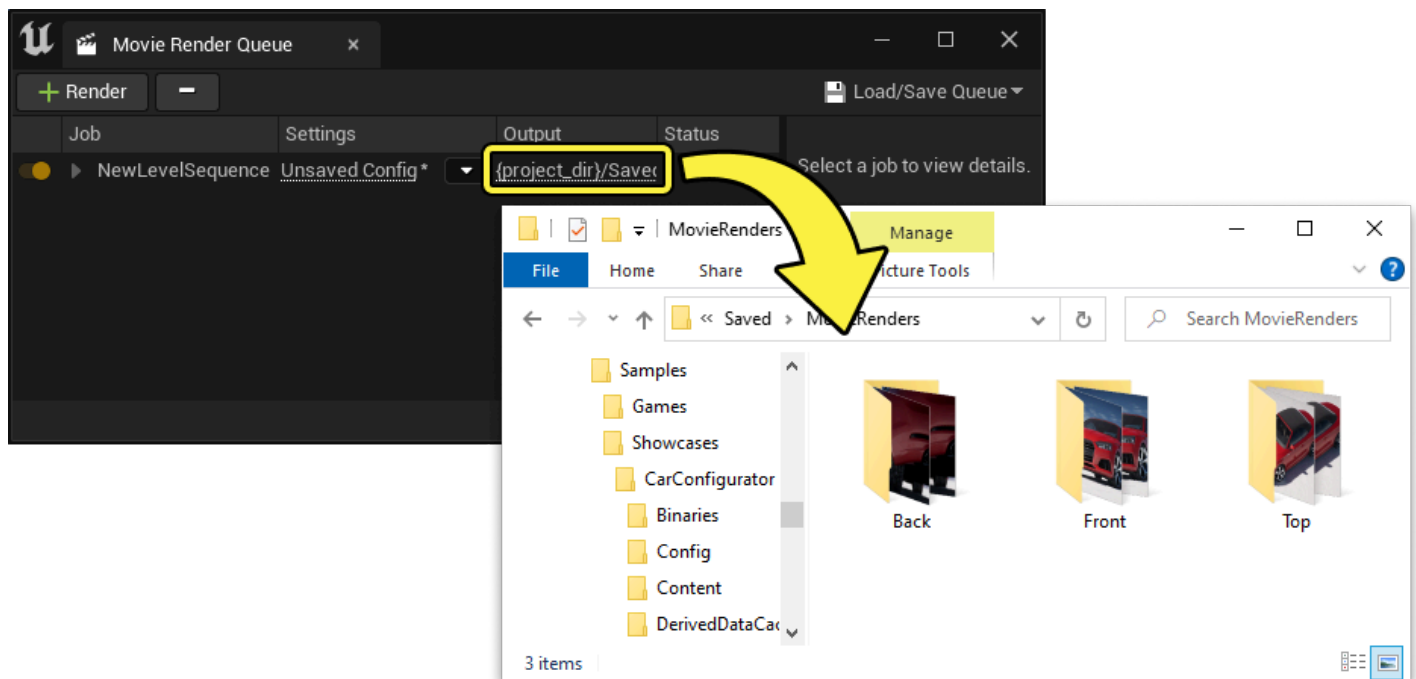 Movie Render Queue
Render
Load/Save Queue
Job Settings Output Status
NewLevelSequence Unsaved Config* {project_dir}/Saved
Select a job to view details.
MovieRenders Manage
File Home Share Picture Tools
« Saved > MovieRenders Search MovieRenders
Samples
Games
Showcases
CarConfigurator
Binaries
Config
Content
DerivedDataCac
Back Front Top
3 items